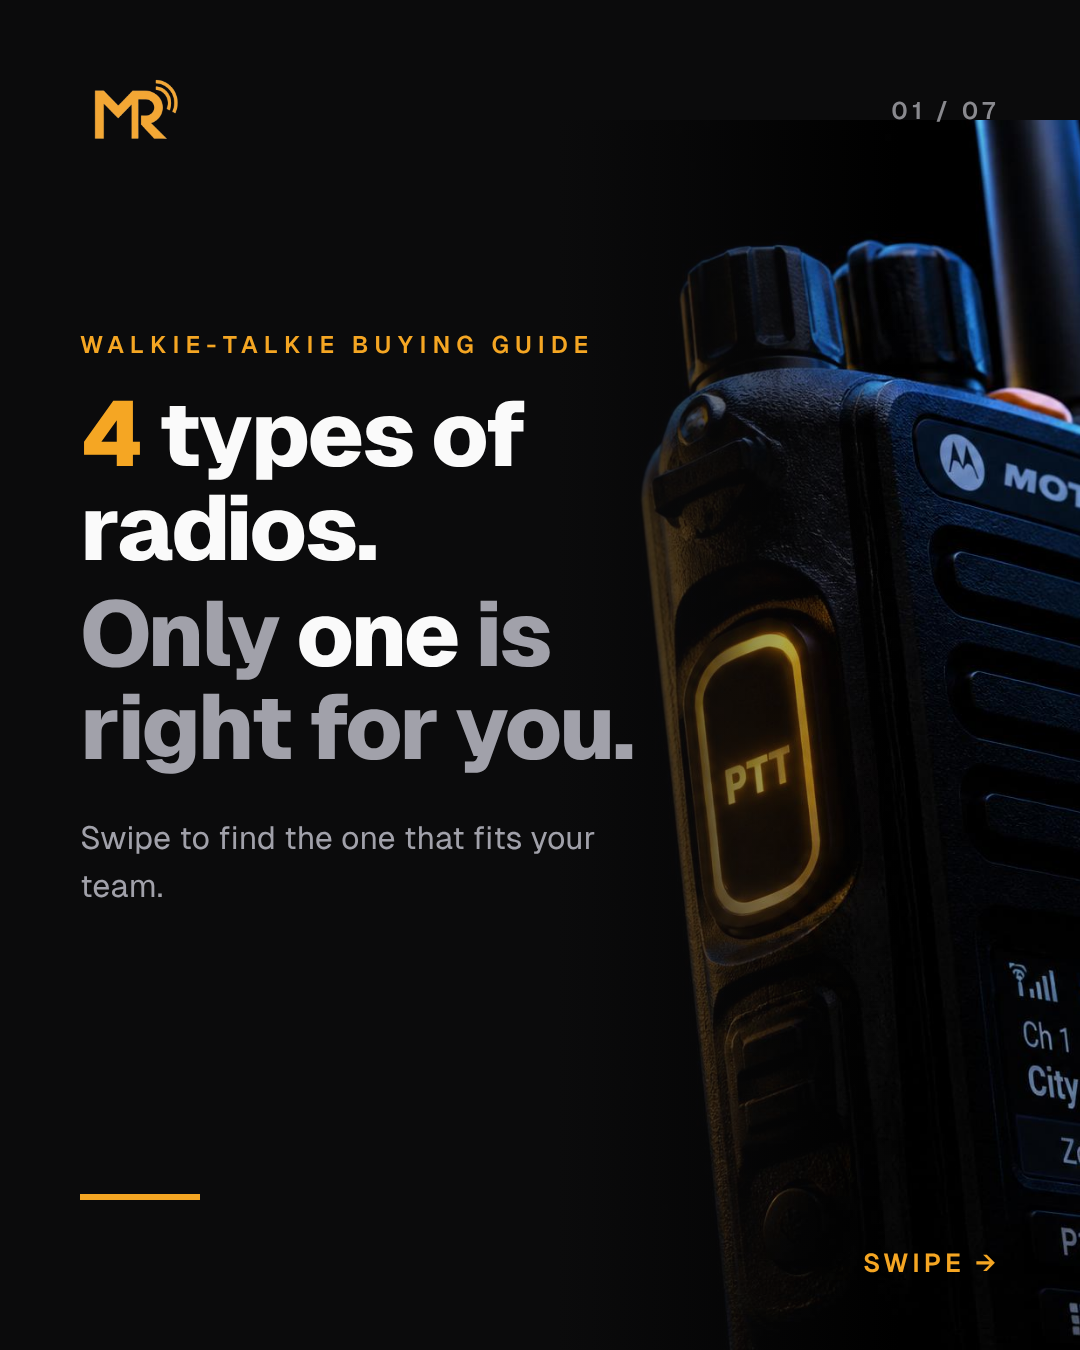 MR
01 / 07
WALKIE-TALKIE BUYING GUIDE
4 types of
radios.
Only one is
right for you.
Swipe to find the one that fits your
team.
MOT
PTT
Ch 1
City
SWIPE →